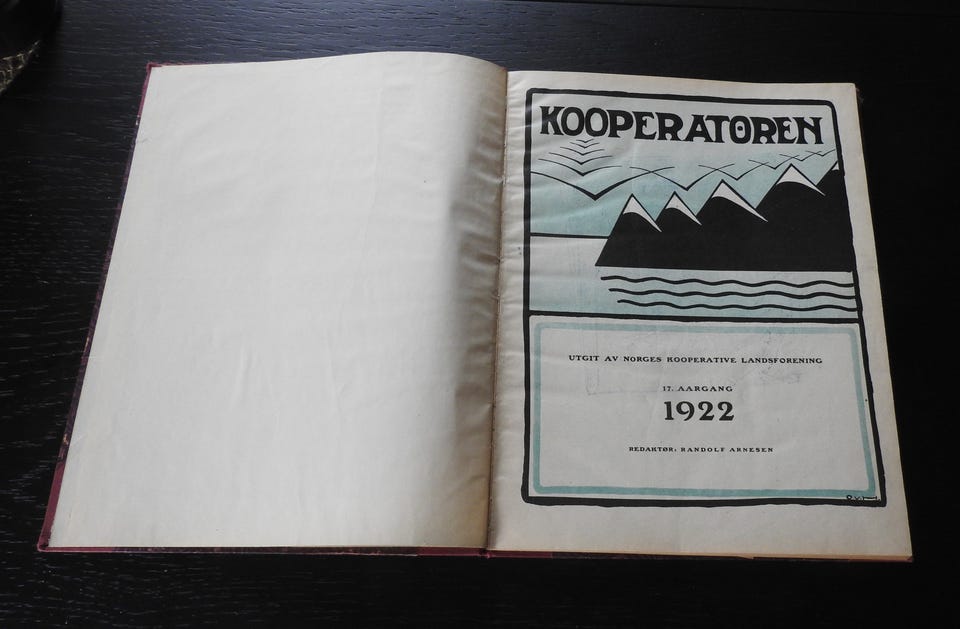 KOOPERATØREN
UTGIT AV NORGES KOOPERATIVE LANDSFORENING
17. AARGANG
1922
REDAKTØR: RANDOLF ARNESEN